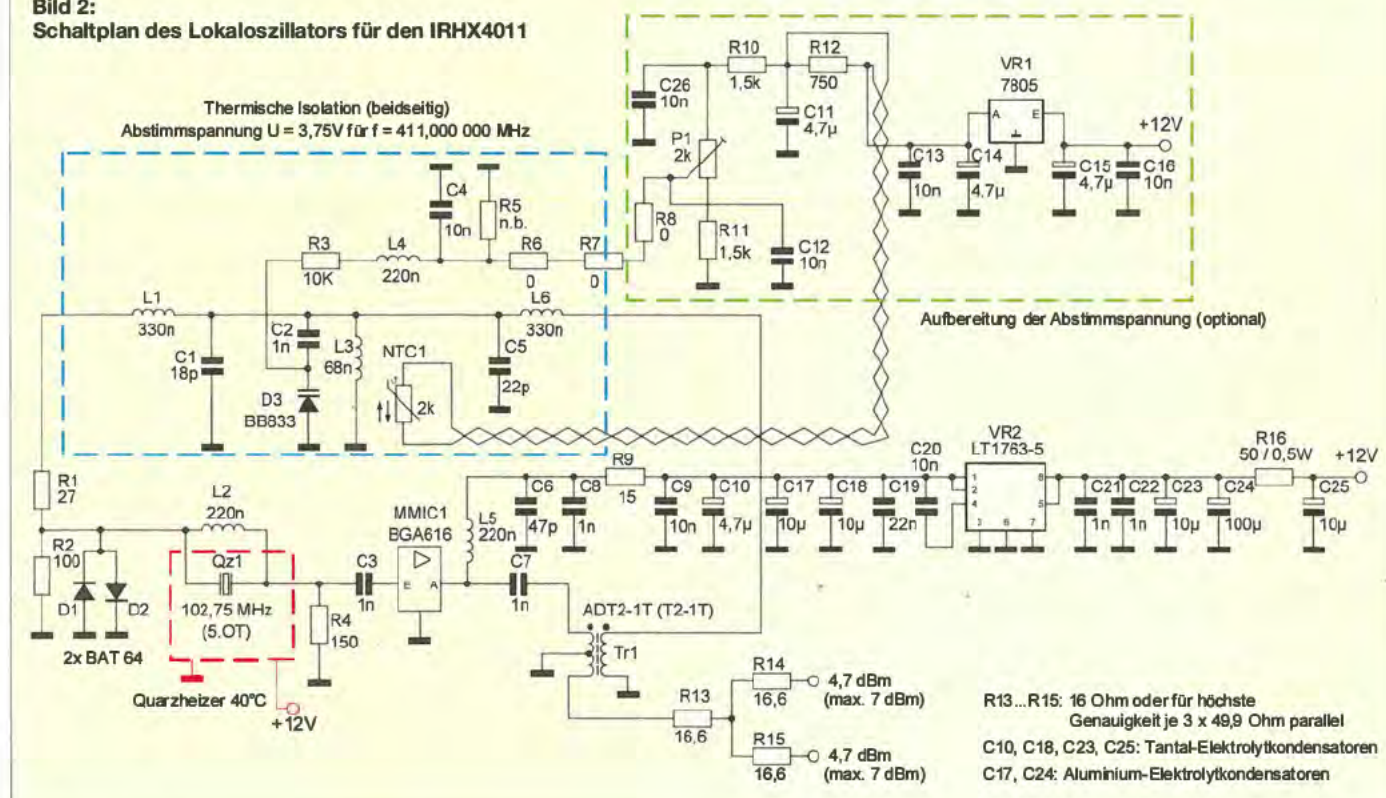 Bild 2:
Schaltplan des Lokaloszillators für den IRHX4011
Thermische Isolation (beidseitig)
Abstimmspannung U = 3,75V für f = 411,000 000 MHz
R10
1,5k
R12
750
VR1
7805
A
E
+12V
C26
10n
C11
4,7µ
P1
2k
C13
10n
C14
4,7µ
C15
4,7µ
C16
10n
R8
0
R11
1,5k
C12
10n
Aufbereitung der Abstimmspannung (optional)
C4
10n
R5
n.b.
R3
10K
L4
220n
R6
0
R7
0
L1
330n
L6
330n
C2
1n
L3
68n
NTC1
2k
C1
18p
C5
22p
D3
BB833
R1
27
R2
100
L2
220n
Qz1
102,75 MHz
(5.OT)
D1
D2
2x BAT 64
Quarzheizer 40°C
+12V
R4
150
C3
1n
MMIC1
BGA616
E
A
L5
220n
C6
47p
C8
1n
C7
1n
R9
15
C9
10n
C10
4,7µ
C17
10µ
C18
10µ
C19
22n
C20
10n
VR2
LT1763-5
1
2
4
8
5
3
6
7
C21
1n
C22
1n
C23
10µ
C24
100µ
R16
50 / 0,5W
+12V
C25
10µ
ADT2-1T (T2-1T)
Tr1
R13
16,6
R14
16,6
4,7 dBm
(max. 7 dBm)
R15
16,6
4,7 dBm
(max. 7 dBm)
R13...R15: 16 Ohm oder für höchste
Genauigkeit je 3 x 49,9 Ohm parallel
C10, C18, C23, C25: Tantal-Elektrolytkondensatoren
C17, C24: Aluminium-Elektrolytkondensatoren